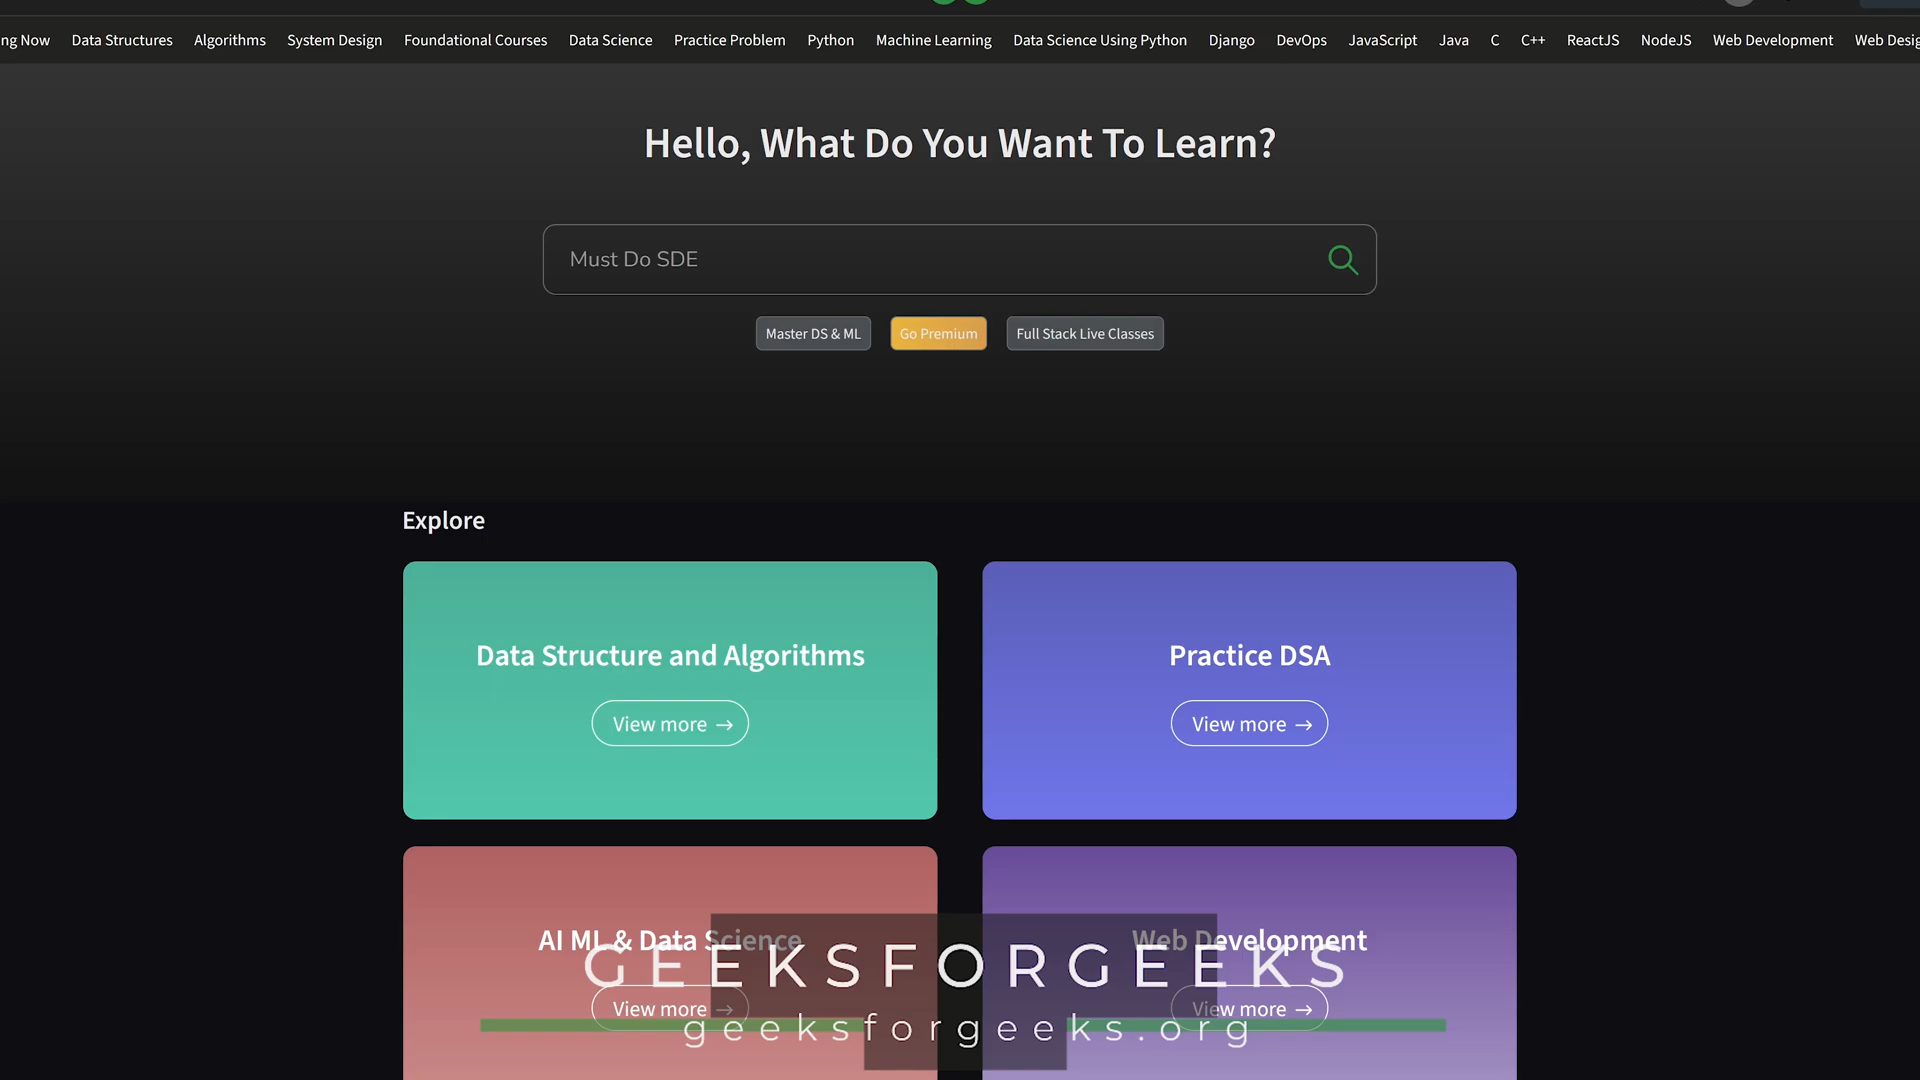 ng Now Data Structures Algorithms System Design Foundational Courses Data Science Practice Problem Python Machine Learning Data Science Using Python Django DevOps JavaScript Java C C++ ReactJS NodeJS Web Development Web Desig
Hello, What Do You Want To Learn?
Must Do SDE
Master DS & ML Go Premium Full Stack Live Classes
Explore
Data Structure and Algorithms
View more →
Practice DSA
View more →
AI ML & Data Science
View more →
Web Development
View more →
GEEKSFORGEEKS
geeksforgeeks.org